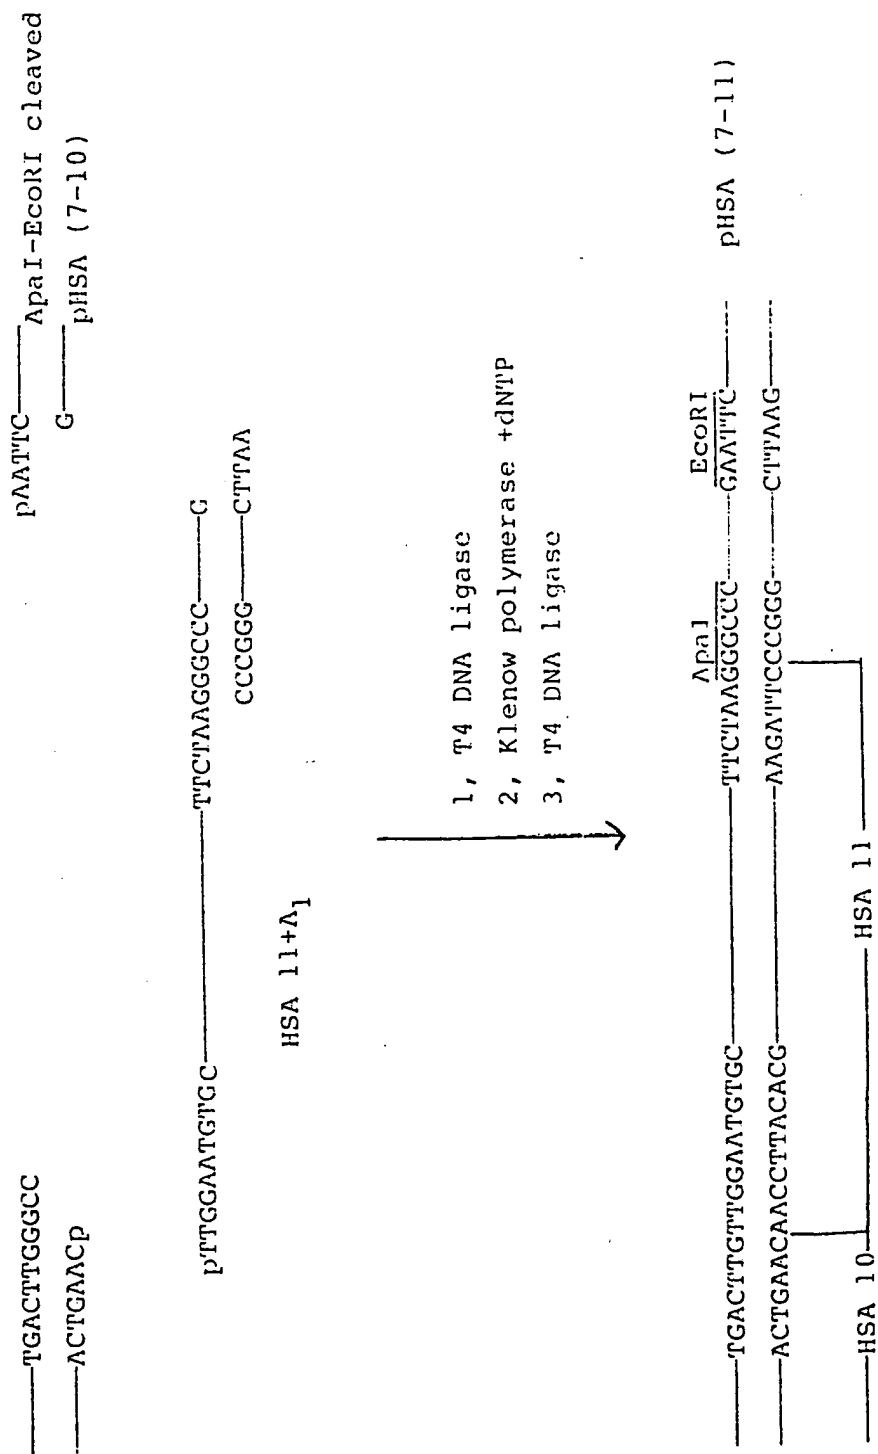 TGACTTGGGCC pAATTC
ApaI-EcoRI cleaved
ACTGAACp G
pHSA (7-10)
pTTGGAATGTGC TTCTAAGGGCCC G
CCCGGG CTTAA
HSA 11+A1
1, T4 DNA ligase
2, Klenow polymerase +dNTP
3, T4 DNA ligase
ApaI EcoRI
TGACTTGTTGGAATGTGC TTCTAAGGGCCC GAATTC pHSA (7-11)
ACTGAACAACCTTACACG AAGATTCCCGGG CTTAAG
HSA 10 HSA 11